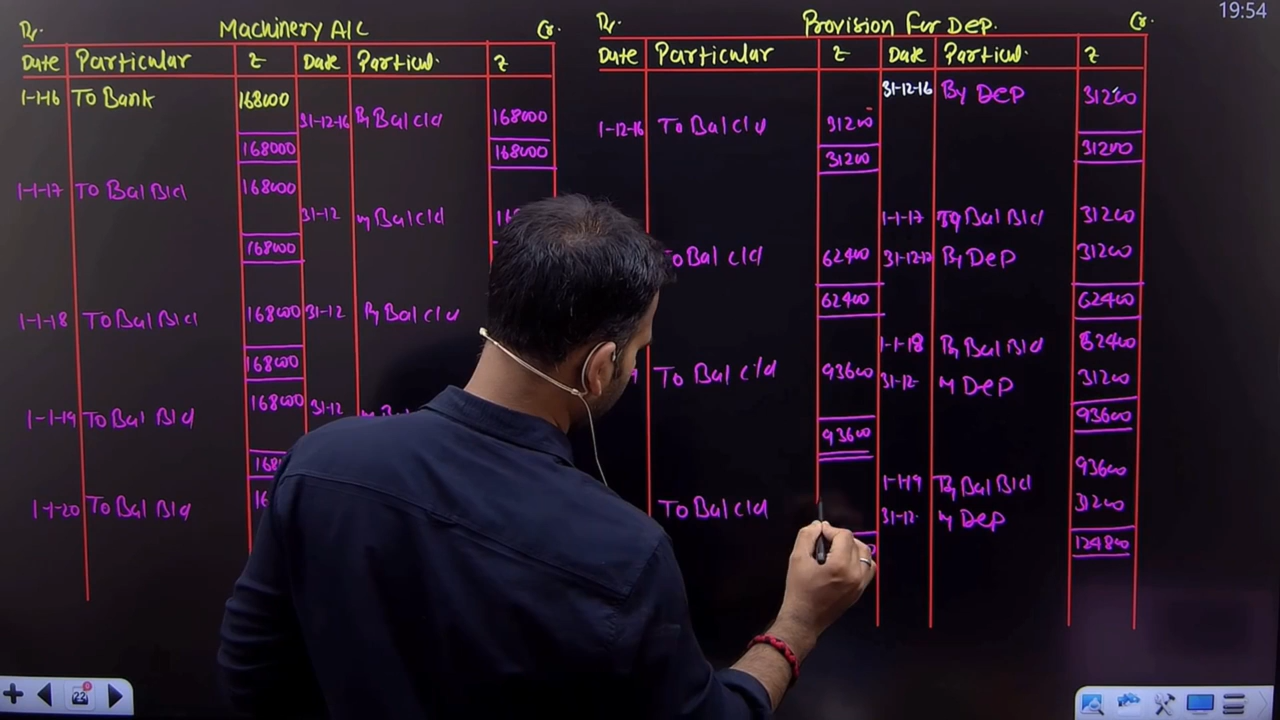 19:54
Dr. Machinery A/C Cr.
Date Particular ₹ Date Particul. ₹
1-1-16 To Bank 168000
31-12-16 By Bal c/d 168000
168000 168000
1-1-17 To Bal B/d 168000
31-12 " Bal c/d
168000
1-1-18 To Bal B/d 168000 31-12 By Bal c/d
168000
1-1-19 To Bal B/d 168000 31-12
1-1-20 To Bal B/d
Dr. Provision for Dep. Cr.
Date Particular ₹ Date Particul. ₹
31-12-16 By Dep 31200
1-12-16 To Bal c/d 31200
31200 31200
1-1-17 By Bal B/d 31200
To Bal c/d 62400 31-12-17 By Dep 31200
62400 62400
1-1-18 By Bal B/d 62400
To Bal c/d 93600 31-12- " Dep 31200
93600 93600
1-1-19 By Bal B/d 93600
To Bal c/d 31-12- " Dep 31200
124800
22